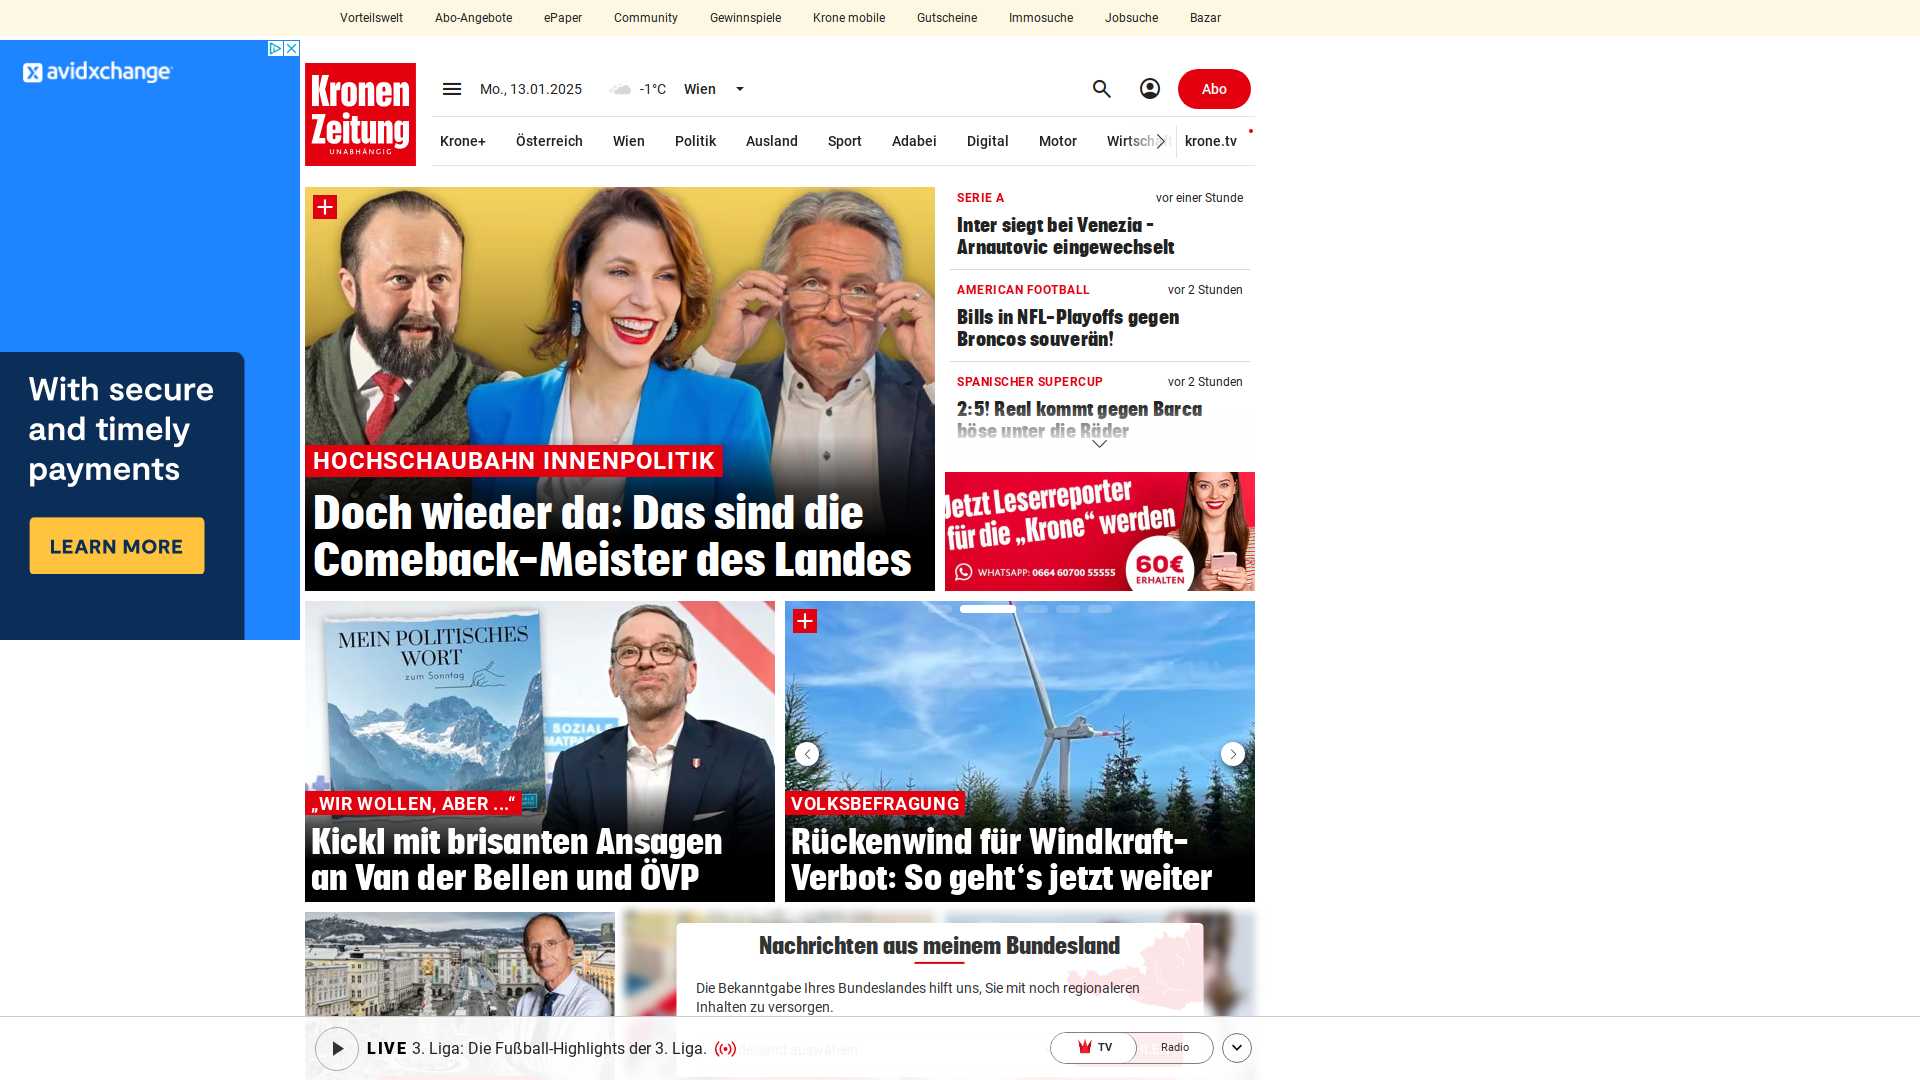 Vorteilswelt
Abo-Angebote
ePaper
Community
Gewinnspiele
Krone mobile
Gutscheine
Immosuche
Jobsuche
Bazar
avidxchange
With secure
and timely
payments
LEARN MORE
Kronen
Zeitung
UNABHÄNGIG
Mo., 13.01.2025
-1°C
Wien
Abo
Krone+
Österreich
Wien
Politik
Ausland
Sport
Adabei
Digital
Motor
Wirtschaft
krone.tv
HOCHSCHAUBAHN INNENPOLITIK
Doch wieder da: Das sind die
Comeback-Meister des Landes
SERIE A
vor einer Stunde
Inter siegt bei Venezia -
Arnautovic eingewechselt
AMERICAN FOOTBALL
vor 2 Stunden
Bills in NFL-Playoffs gegen
Broncos souverän!
SPANISCHER SUPERCUP
vor 2 Stunden
2:5! Real kommt gegen Barca
böse unter die Räder
Jetzt Leserreporter
für die „Krone“ werden
WHATSAPP: 0664 60700 55555
60€
ERHALTEN
MEIN POLITISCHES
WORT
zum Sonntag
SOZIALE
„WIR WOLLEN, ABER ...“
Kickl mit brisanten Ansagen
an Van der Bellen und ÖVP
VOLKSBEFRAGUNG
Rückenwind für Windkraft-
Verbot: So geht‘s jetzt weiter
Nachrichten aus meinem Bundesland
Die Bekanntgabe Ihres Bundeslandes hilft uns, Sie mit noch regionaleren
Inhalten zu versorgen.
LIVE 3. Liga: Die Fußball-Highlights der 3. Liga.
TV
Radio